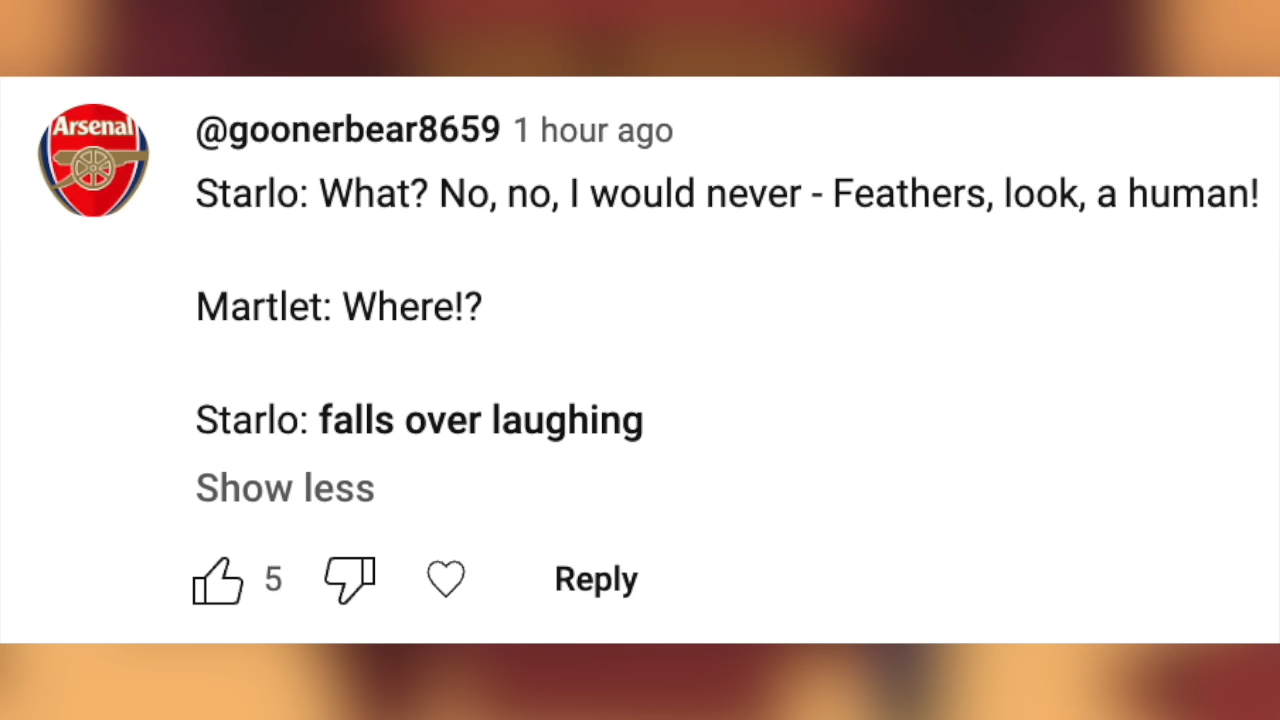 Arsenal
@goonerbear8659 1 hour ago
Starlo: What? No, no, I would never - Feathers, look, a human!
Martlet: Where!?
Starlo: falls over laughing
Show less
5
Reply